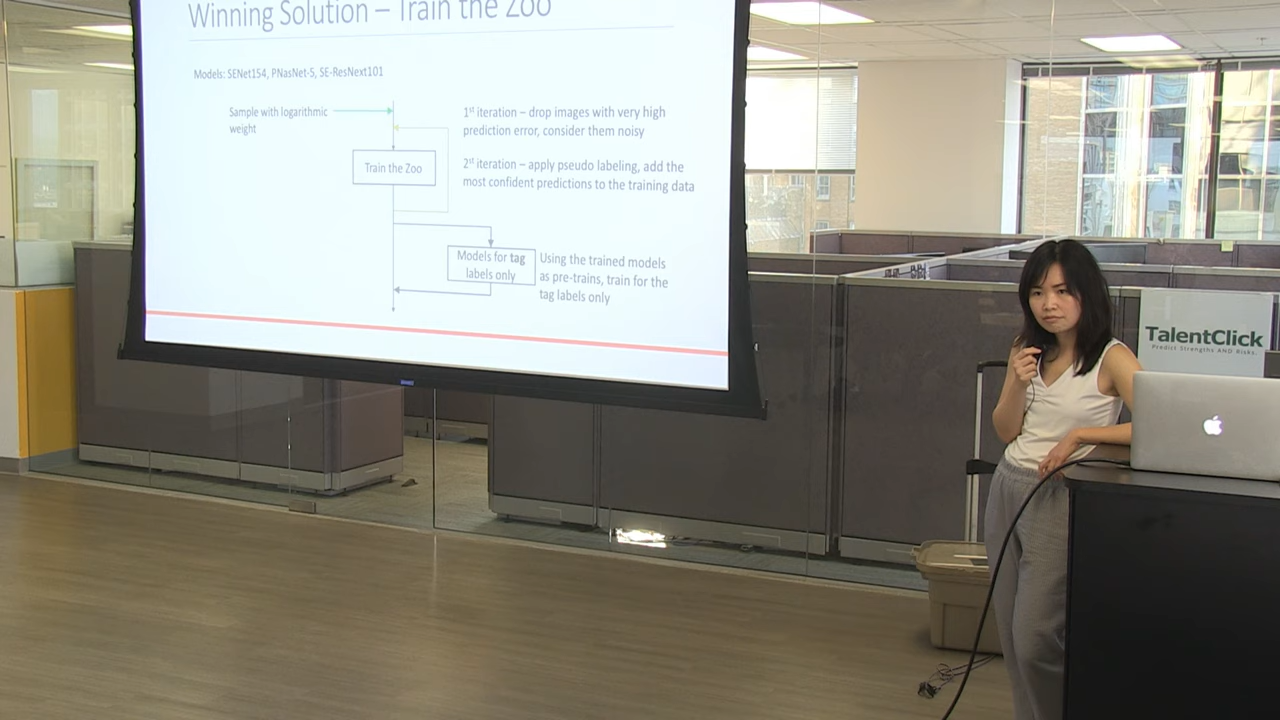 Winning Solution – Train the Zoo
Models: SENet154, PNasNet-5, SE-ResNext101
Sample with logarithmic
weight
1st iteration – drop images with very high
prediction error, consider them noisy
Train the Zoo
2st iteration – apply pseudo labeling, add the
most confident predictions to the training data
Models for tag
labels only
Using the trained models
as pre-trains, train for the
tag labels only
TalentClick
Predict Strengths AND Risks.